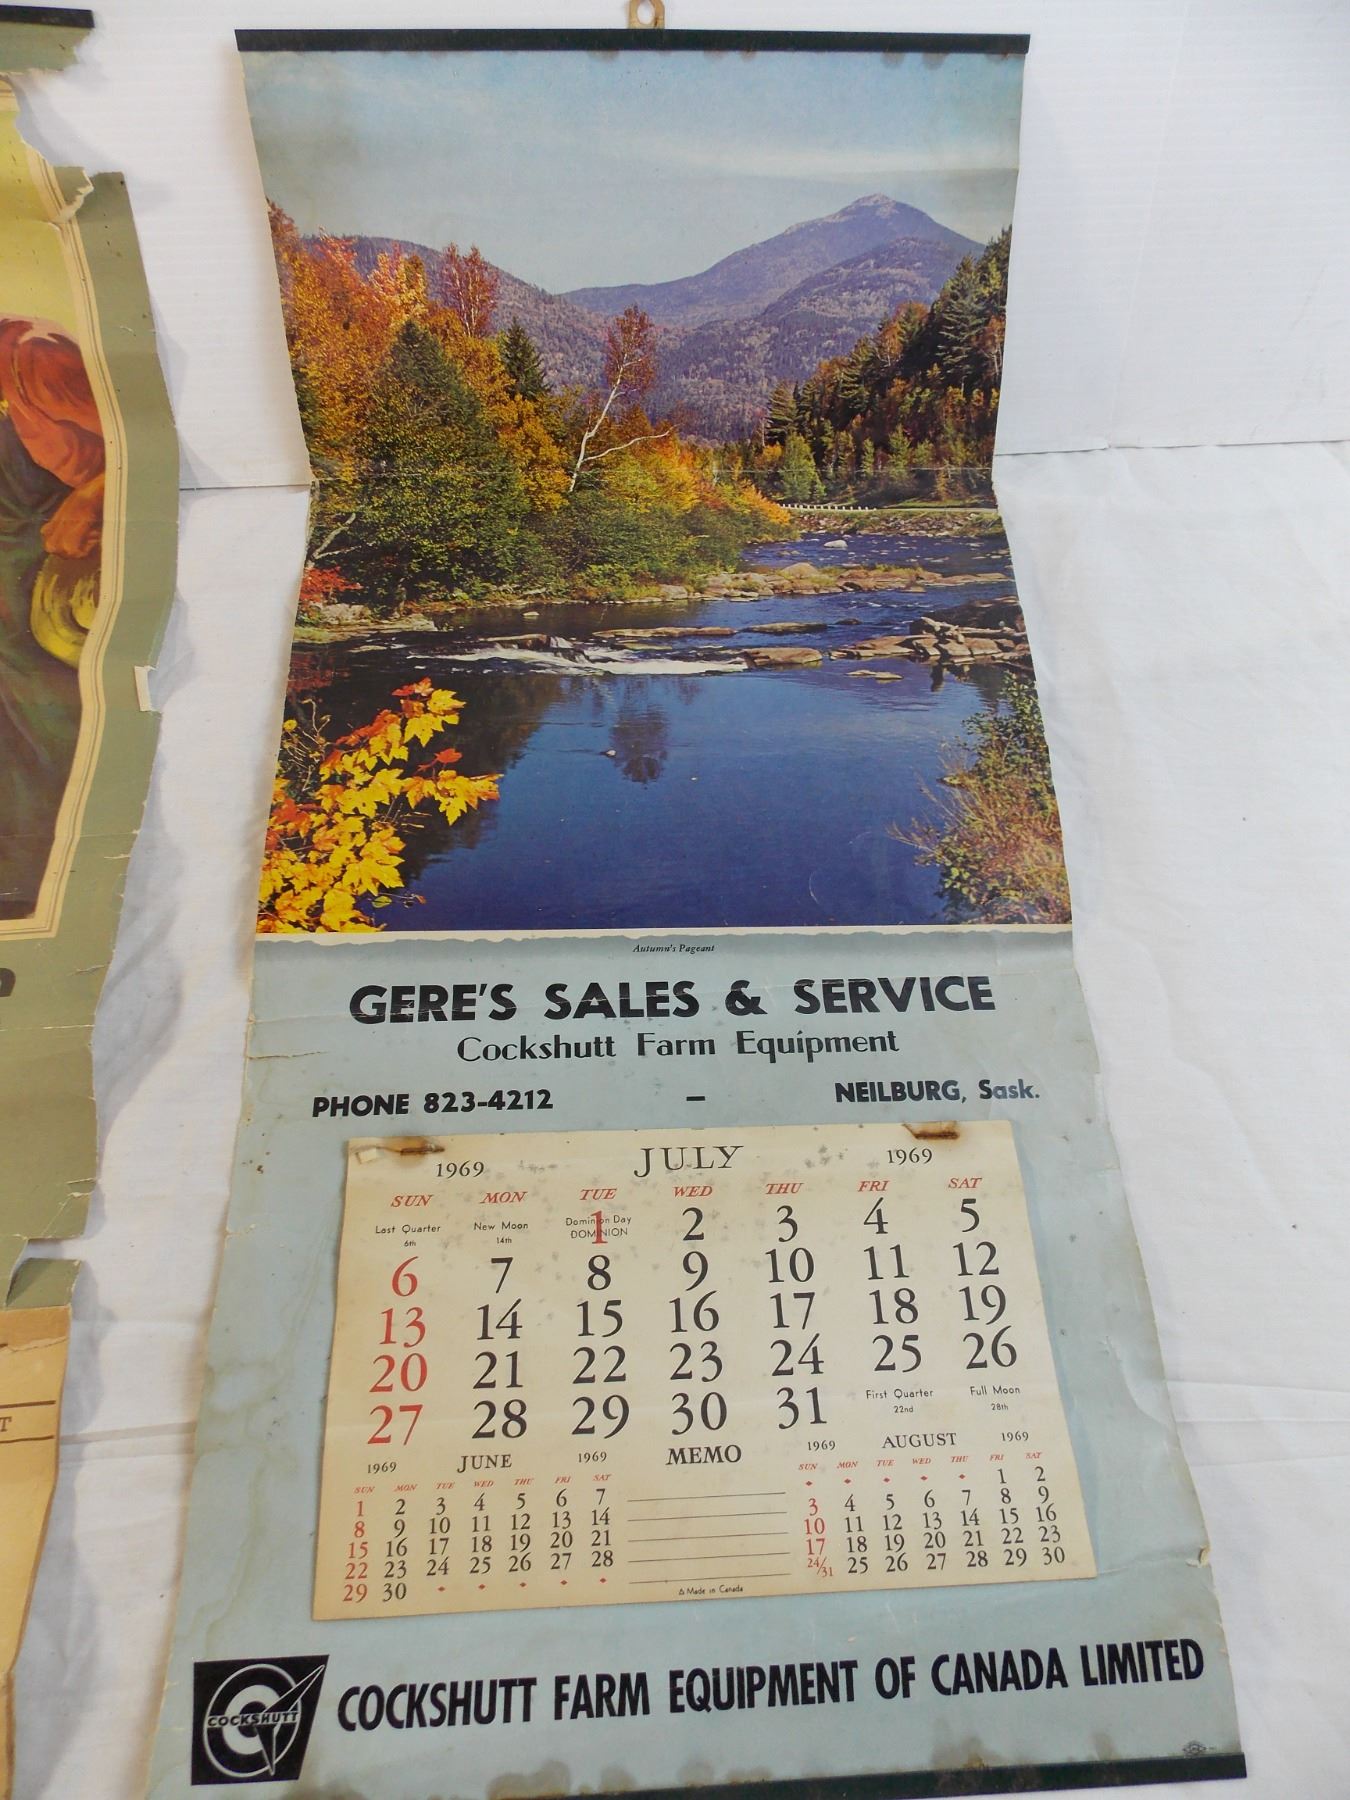 Autumn's Pageant
GERE'S SALES & SERVICE
Cockshutt Farm Equipment
PHONE 823-4212 – NEILBURG, Sask.
1969 JULY 1969
SUN MON TUE WED THU FRI SAT
Last Quarter 6th New Moon 14th Dominion Day DOMINION 1 2 3 4 5
6 7 8 9 10 11 12
13 14 15 16 17 18 19
20 21 22 23 24 25 26
27 28 29 30 31 First Quarter 22nd Full Moon 28th
1969 JUNE 1969
SUN MON TUE WED THU FRI SAT
1 2 3 4 5 6 7
8 9 10 11 12 13 14
15 16 17 18 19 20 21
22 23 24 25 26 27 28
29 30
MEMO
Made in Canada
1969 AUGUST 1969
SUN MON TUE WED THU FRI SAT
1 2
3 4 5 6 7 8 9
10 11 12 13 14 15 16
17 18 19 20 21 22 23
24/31 25 26 27 28 29 30
COCKSHUTT
COCKSHUTT FARM EQUIPMENT OF CANADA LIMITED
T